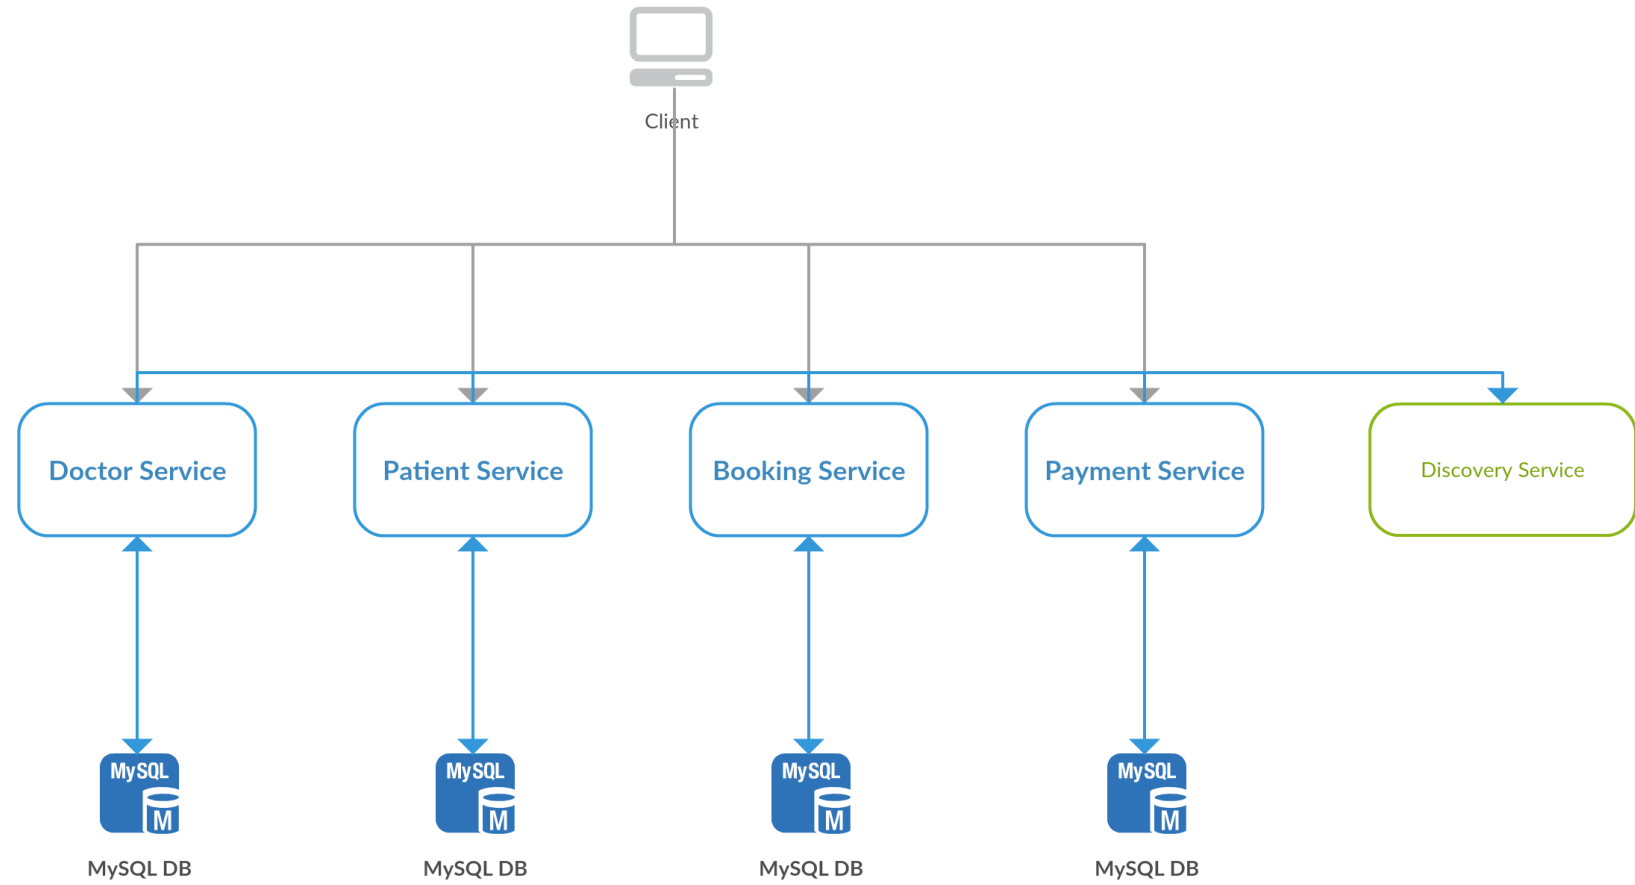 Client
Doctor Service
Patient Service
Booking Service
Payment Service
Discovery Service
MySQL
M
MySQL
M
MySQL
M
MySQL
M
MySQL DB
MySQL DB
MySQL DB
MySQL DB